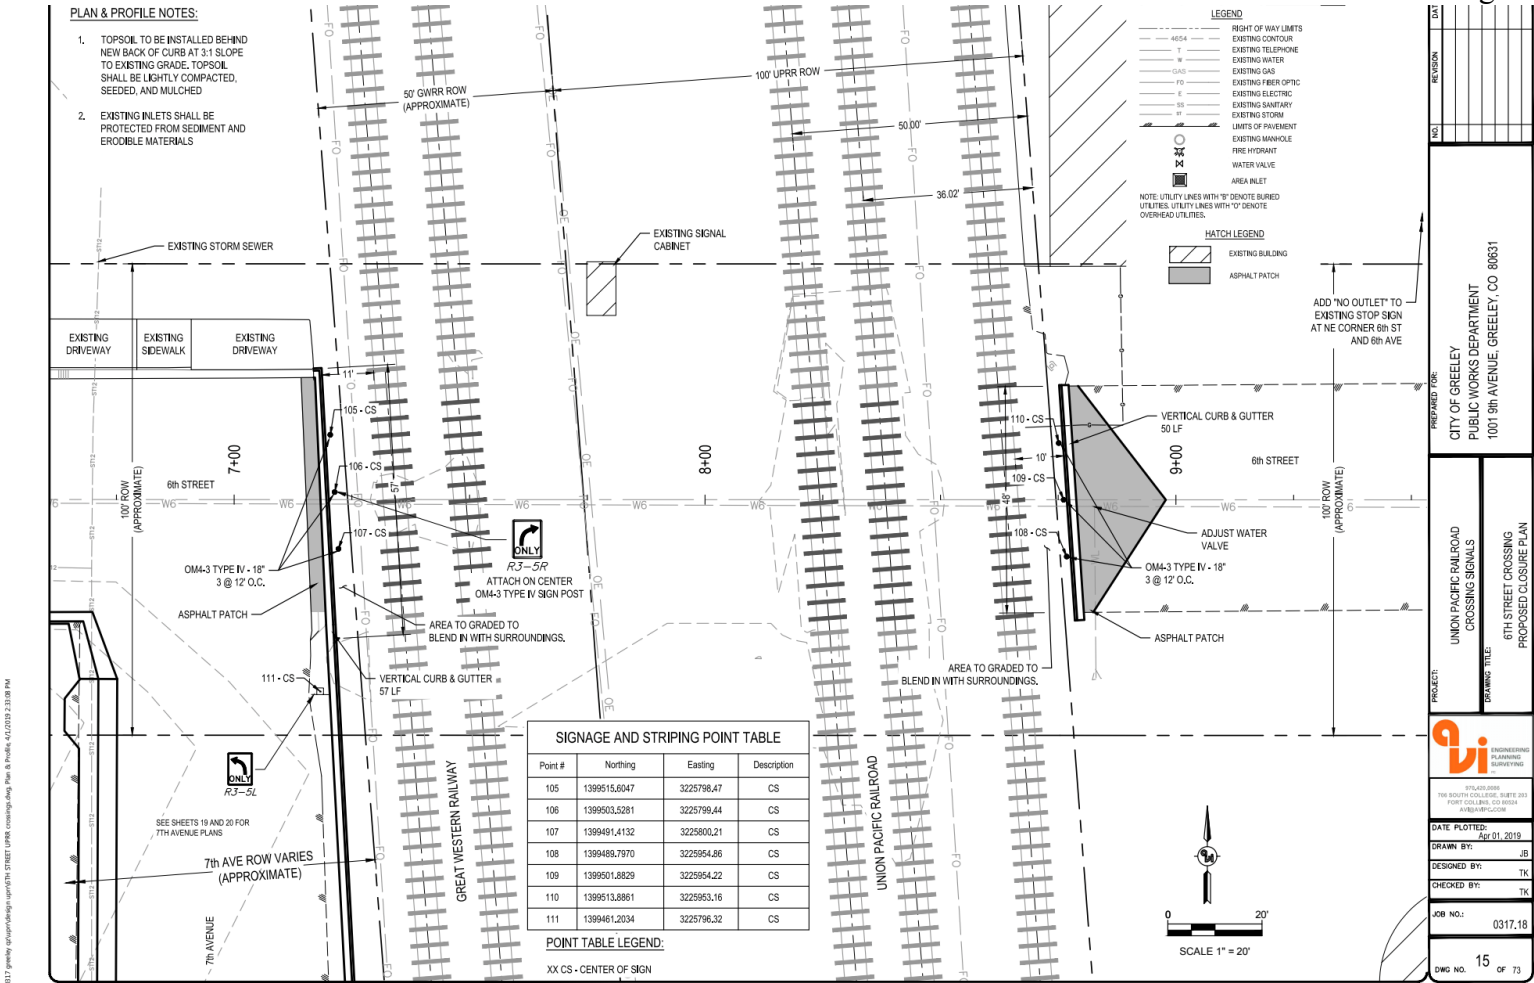 PLAN & PROFILE NOTES:
1. TOPSOIL TO BE INSTALLED BEHIND
NEW BACK OF CURB AT 3:1 SLOPE
TO EXISTING GRADE. TOPSOIL
SHALL BE LIGHTLY COMPACTED,
SEEDED, AND MULCHED
2. EXISTING INLETS SHALL BE
PROTECTED FROM SEDIMENT AND
ERODIBLE MATERIALS
50' GWRR ROW
(APPROXIMATE)
100' UPRR ROW
50.00'
36.02'
LEGEND
RIGHT OF WAY LIMITS
4654 EXISTING CONTOUR
T EXISTING TELEPHONE
W EXISTING WATER
GAS EXISTING GAS
FO EXISTING FIBER OPTIC
E EXISTING ELECTRIC
SS EXISTING SANITARY
ST EXISTING STORM
LIMITS OF PAVEMENT
EXISTING MANHOLE
FIRE HYDRANT
WATER VALVE
AREA INLET
NOTE: UTILITY LINES WITH "B" DENOTE BURIED
UTILITIES. UTILITY LINES WITH "O" DENOTE
OVERHEAD UTILITIES.
HATCH LEGEND
EXISTING BUILDING
ASPHALT PATCH
EXISTING STORM SEWER
EXISTING SIGNAL
CABINET
ADD "NO OUTLET" TO
EXISTING STOP SIGN
AT NE CORNER 6th ST
AND 6th AVE
EXISTING
DRIVEWAY
EXISTING
SIDEWALK
EXISTING
DRIVEWAY
11'
105 - CS
106 - CS
107 - CS
57'
7+00
8+00
9+00
6th STREET
100' ROW
(APPROXIMATE)
W6
OM4-3 TYPE IV - 18"
3 @ 12' O.C.
ASPHALT PATCH
ONLY
R3-5R
ATTACH ON CENTER
OM4-3 TYPE IV SIGN POST
AREA TO GRADED TO
BLEND IN WITH SURROUNDINGS.
VERTICAL CURB & GUTTER
57 LF
111 - CS
ONLY
R3-5L
SEE SHEETS 19 AND 20 FOR
7TH AVENUE PLANS
7th AVE ROW VARIES
(APPROXIMATE)
7th AVENUE
GREAT WESTERN RAILWAY
UNION PACIFIC RAILROAD
110 - CS
10'
109 - CS
48'
108 - CS
VERTICAL CURB & GUTTER
50 LF
6th STREET
100' ROW
(APPROXIMATE)
ADJUST WATER
VALVE
OM4-3 TYPE IV - 18"
3 @ 12' O.C.
ASPHALT PATCH
AREA TO GRADED TO
BLEND IN WITH SURROUNDINGS.
SIGNAGE AND STRIPING POINT TABLE
Point # Northing Easting Description
105 1399515.6047 3225798.47 CS
106 1399503.5281 3225799.44 CS
107 1399491.4132 3225800.21 CS
108 1399489.7970 3225954.86 CS
109 1399501.8829 3225954.22 CS
110 1399513.8861 3225953.16 CS
111 1399461.2034 3225796.32 CS
POINT TABLE LEGEND:
XX CS - CENTER OF SIGN
0 20'
SCALE 1" = 20'
NO. REVISION DAT
PREPARED FOR:
CITY OF GREELEY
PUBLIC WORKS DEPARTMENT
1001 9th AVENUE, GREELEY, CO 80631
PROJECT:
UNION PACIFIC RAILROAD
CROSSING SIGNALS
DRAWING TITLE:
6TH STREET CROSSING
PROPOSED CLOSURE PLAN
avi
ENGINEERING
PLANNING
SURVEYING
DATE PLOTTED:
Apr 01, 2019
DRAWN BY: JB
DESIGNED BY: TK
CHECKED BY: TK
JOB NO.: 0317.18
DWG NO. 15 OF 73